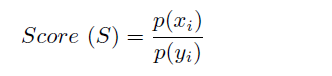 Score (S) = p(x_i) / p(y_i)